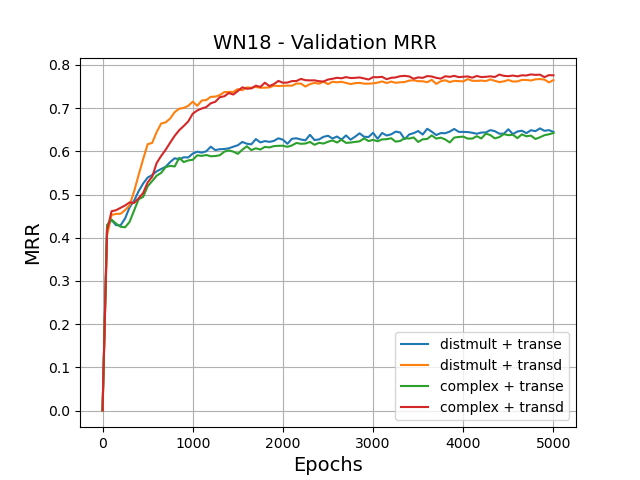 WN18 - Validation MRR
MRR
0.8
0.7
0.6
0.5
0.4
0.3
0.2
0.1
0.0
0 1000 2000 3000 4000 5000
Epochs
distmult + transe
distmult + transd
complex + transe
complex + transd